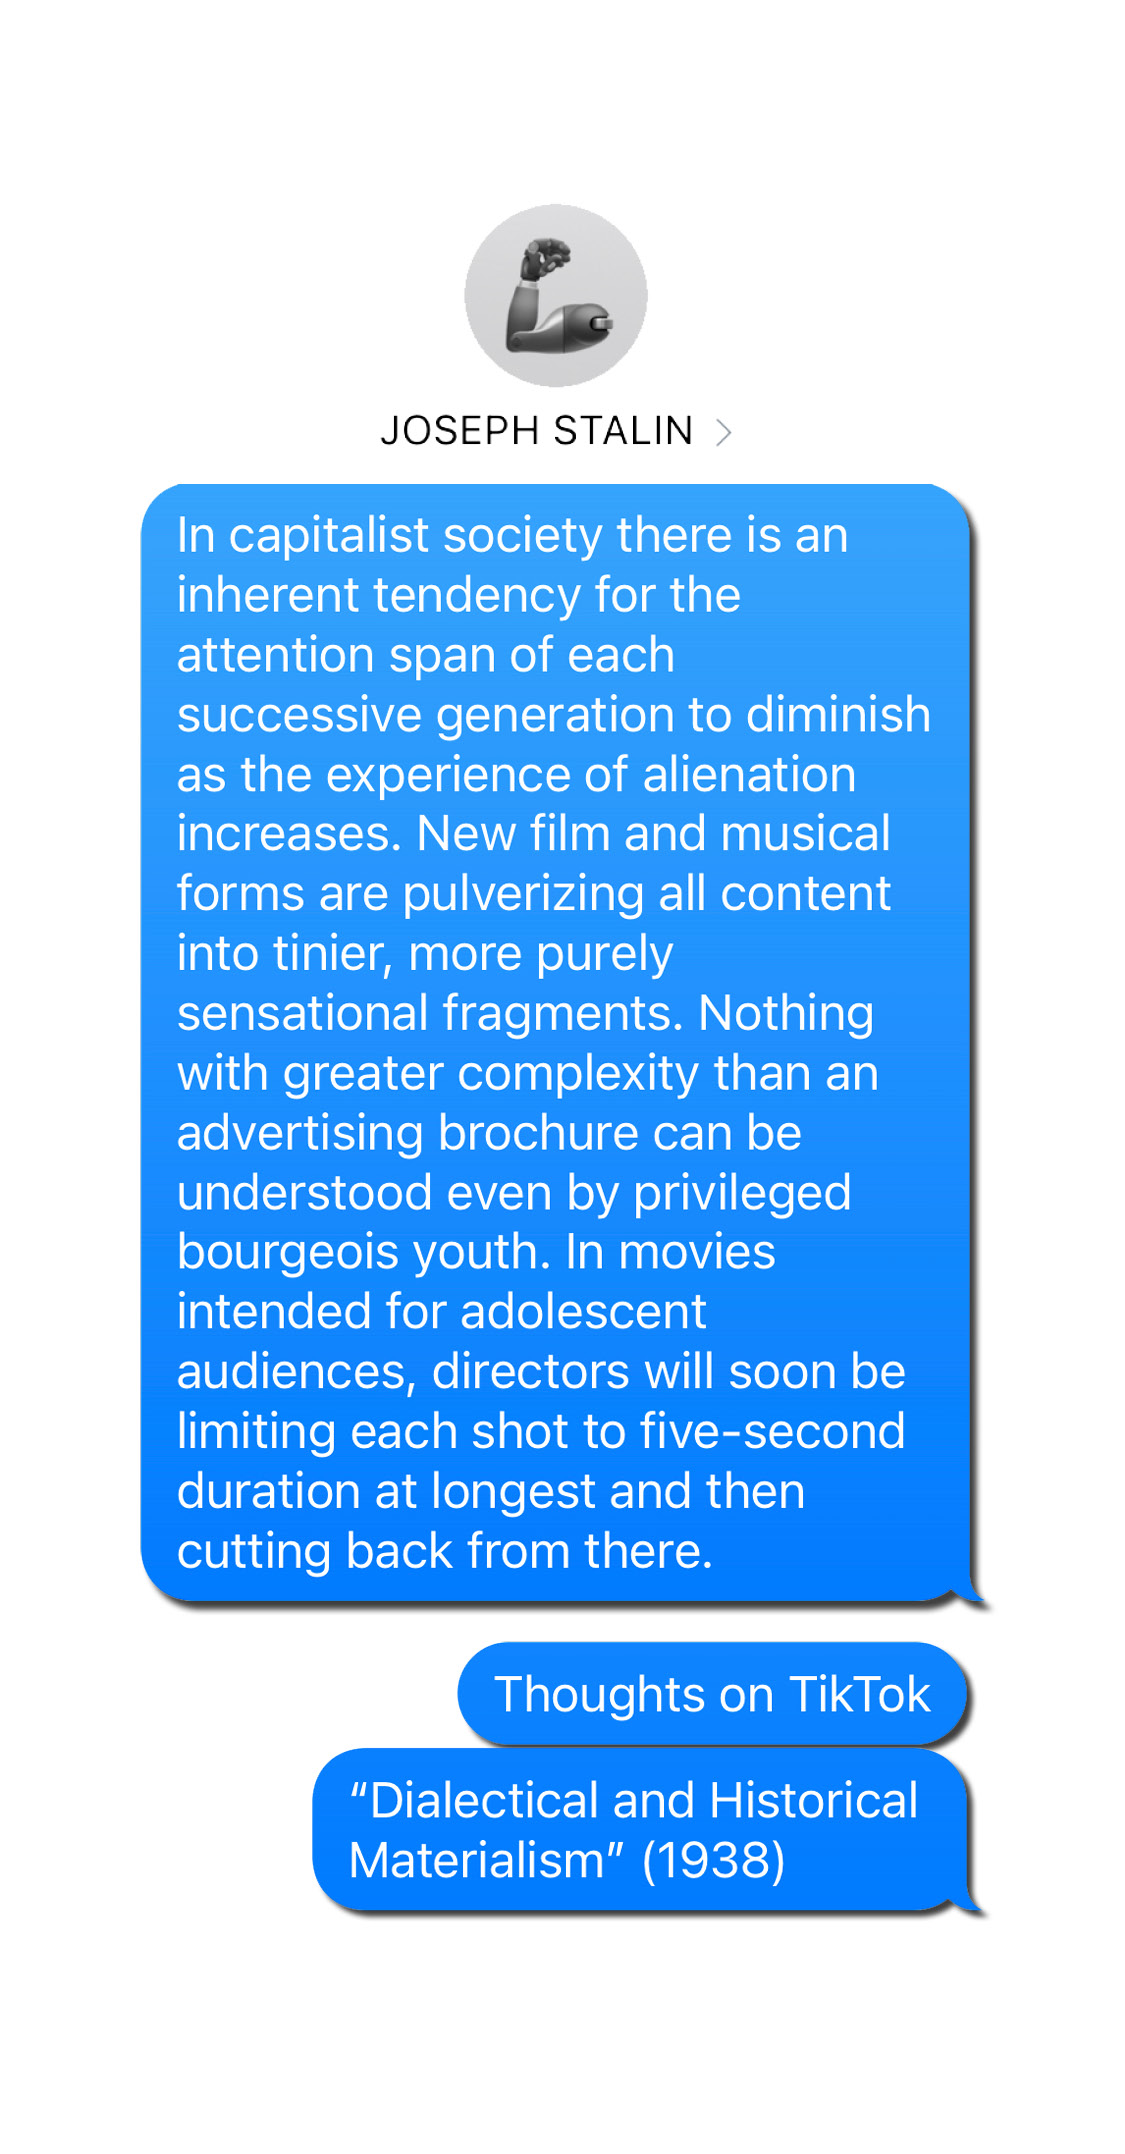 JOSEPH STALIN
In capitalist society there is an
inherent tendency for the
attention span of each
successive generation to diminish
as the experience of alienation
increases. New film and musical
forms are pulverizing all content
into tinier, more purely
sensational fragments. Nothing
with greater complexity than an
advertising brochure can be
understood even by privileged
bourgeois youth. In movies
intended for adolescent
audiences, directors will soon be
limiting each shot to five-second
duration at longest and then
cutting back from there.
Thoughts on TikTok
“Dialectical and Historical
Materialism” (1938)